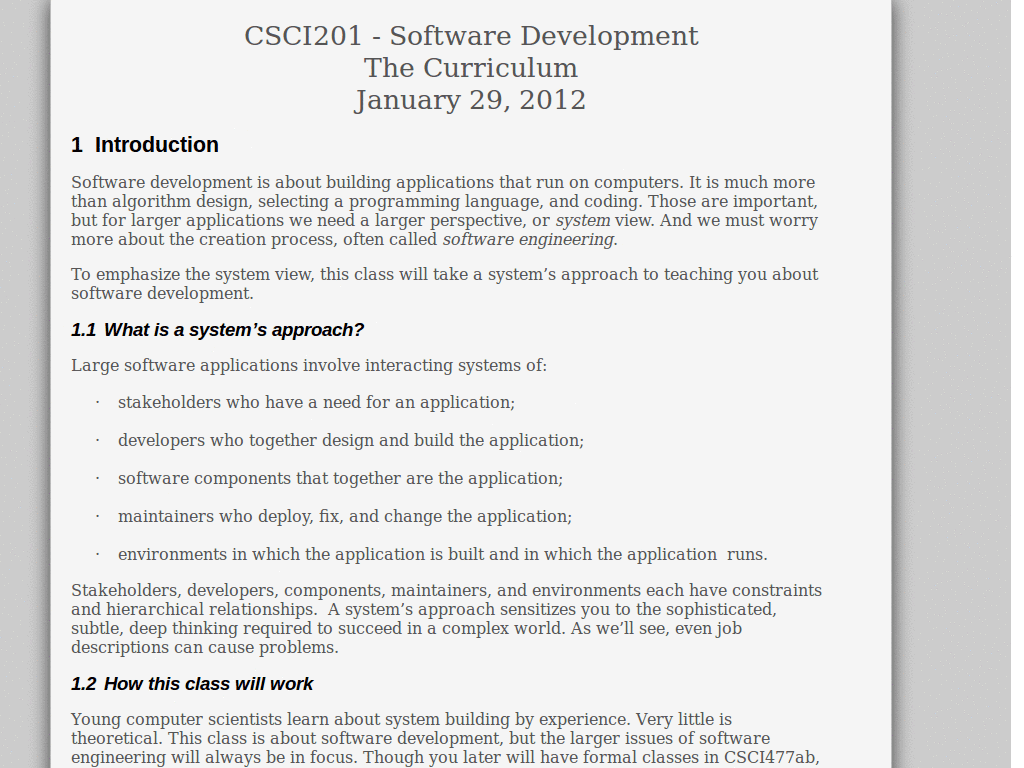 CSCI201 - Software Development
The Curriculum
January 29, 2012
1 Introduction
Software development is about building applications that run on computers. It is much more
than algorithm design, selecting a programming language, and coding. Those are important,
but for larger applications we need a larger perspective, or system view. And we must worry
more about the creation process, often called software engineering.
To emphasize the system view, this class will take a system’s approach to teaching you about
software development.
1.1 What is a system’s approach?
Large software applications involve interacting systems of:
· stakeholders who have a need for an application;
· developers who together design and build the application;
· software components that together are the application;
· maintainers who deploy, fix, and change the application;
· environments in which the application is built and in which the application  runs.
Stakeholders, developers, components, maintainers, and environments each have constraints
and hierarchical relationships.  A system’s approach sensitizes you to the sophisticated,
subtle, deep thinking required to succeed in a complex world. As we’ll see, even job
descriptions can cause problems.
1.2 How this class will work
Young computer scientists learn about system building by experience. Very little is
theoretical. This class is about software development, but the larger issues of software
engineering will always be in focus. Though you later will have formal classes in CSCI477ab,